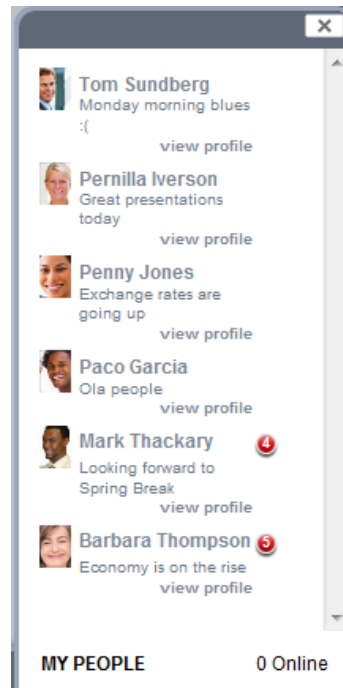 Tom Sundberg
Monday morning blues
:(
view profile
Pernilla Iverson
Great presentations
today
view profile
Penny Jones
Exchange rates are
going up
view profile
Paco Garcia
Ola people
view profile
Mark Thackary 4
Looking forward to
Spring Break
view profile
Barbara Thompson 5
Economy is on the rise
view profile
MY PEOPLE 0 Online